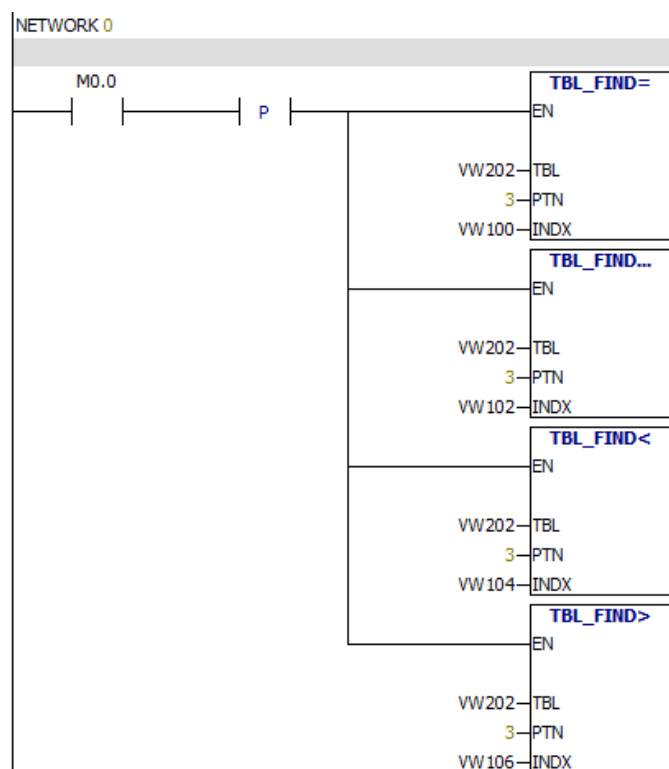 NETWORK 0
M0.0
P
TBL_FIND=
EN
VW202 TBL
3 PTN
VW100 INDX
TBL_FIND...
EN
VW202 TBL
3 PTN
VW102 INDX
TBL_FIND<
EN
VW202 TBL
3 PTN
VW104 INDX
TBL_FIND>
EN
VW202 TBL
3 PTN
VW106 INDX